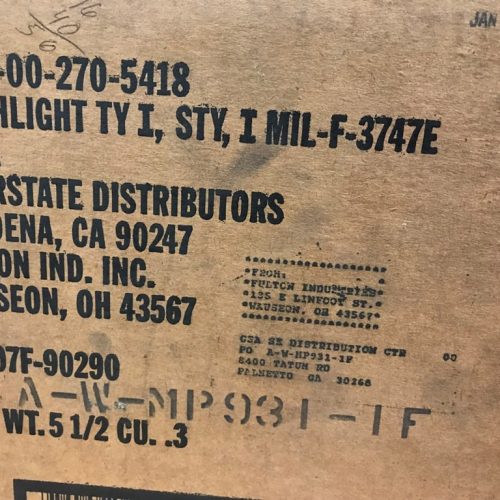 JAN
-00-270-5418
HLIGHT TY I, STY, I MIL-F-3747E
RSTATE DISTRIBUTORS
DENA, CA 90247
ON IND. INC.
SEON, OH 43567
FROM:
FULTON INDUSTRIES
135 E LINFOOT ST.
WAUSEON, OH 43567
GSA SE DISTRIBUTION CTR 00
PO A-W-MP931-1F
8400 TATUM RD
PALMETTO GA 30268
07F-90290
A-W-MP931-1F
WT. 5 1/2 CU. .3